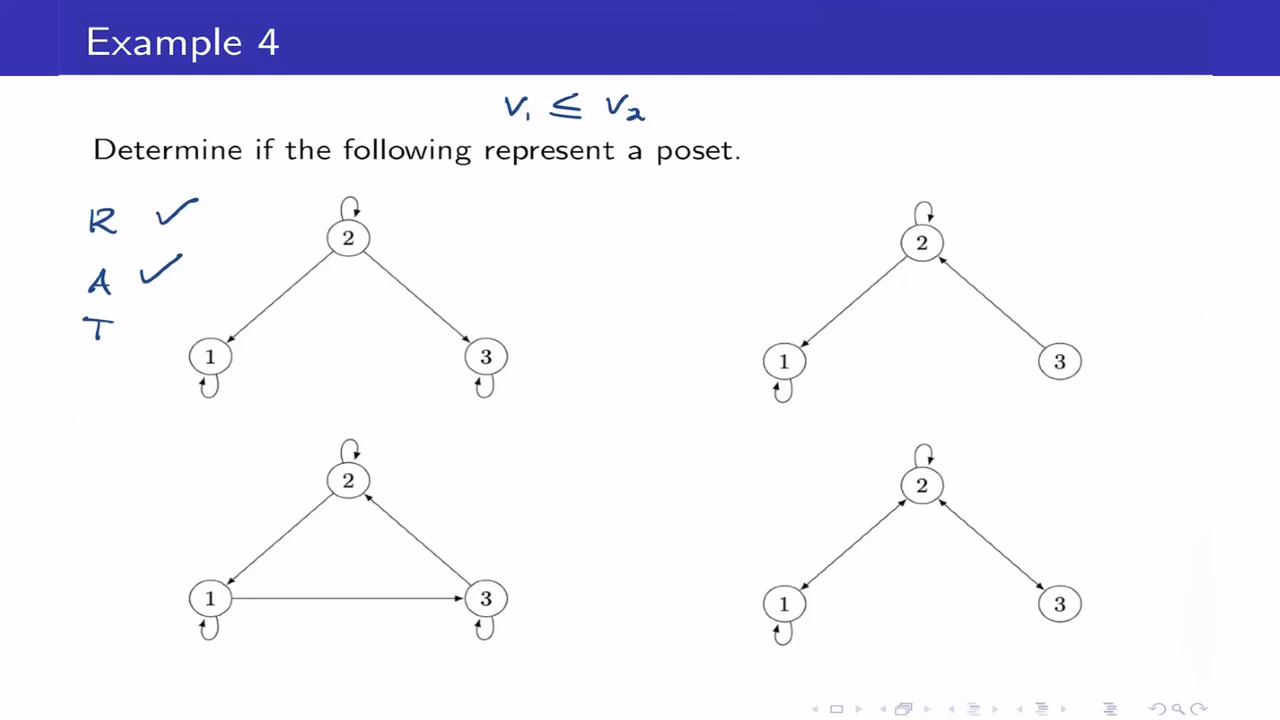 Example 4
v₁ ≤ v₂
Determine if the following represent a poset.
R ✓
A ✓
T
2
1
3
2
1
3
2
1
3
2
1
3